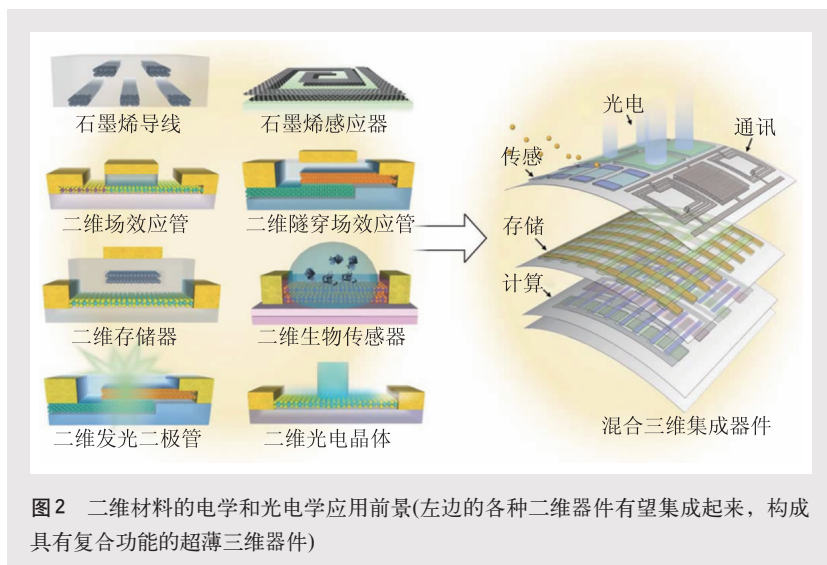 石墨烯导线
石墨烯感应器
二维场效应管
二维隧穿场效应管
二维存储器
二维生物传感器
二维发光二极管
二维光电晶体
光电
通讯
传感
存储
计算
混合三维集成器件
图2 二维材料的电学和光电学应用前景(左边的各种二维器件有望集成起来，构成
具有复合功能的超薄三维器件)